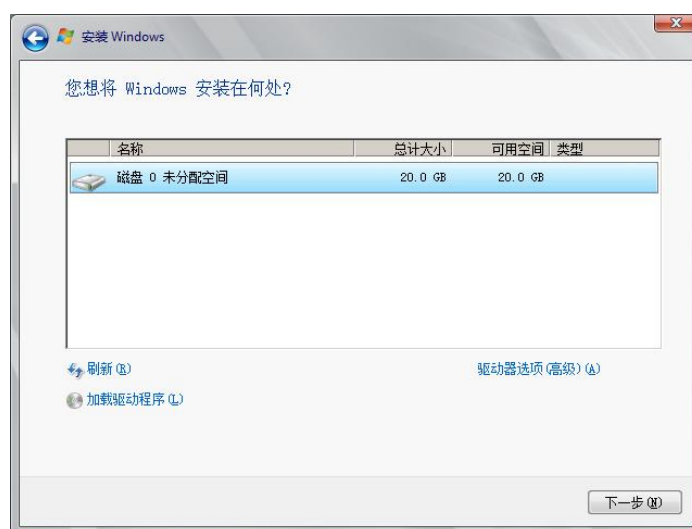 安装 Windows
您想将 Windows 安装在何处?
名称 总计大小 可用空间 类型
磁盘 0 未分配空间 20.0 GB 20.0 GB
刷新(R) 驱动器选项(高级)(A)
加载驱动程序(L)
下一步(N)